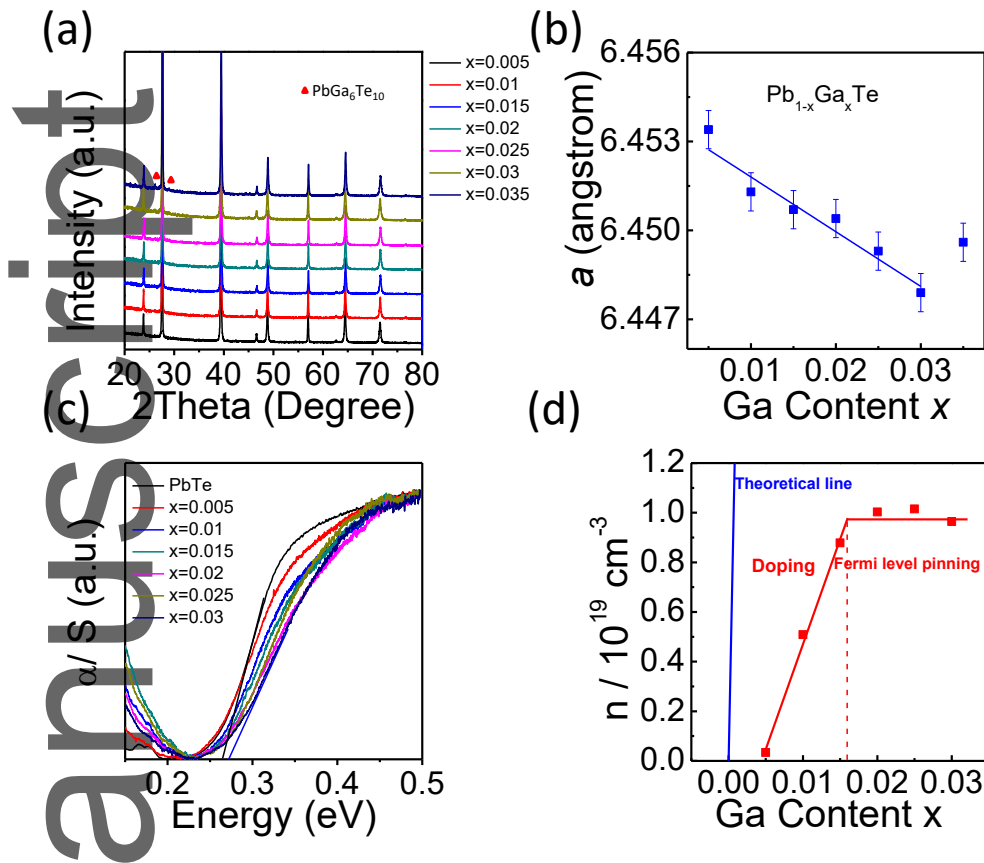 (a)
Intensity (a.u.)
PbGa₆Te₁₀
x=0.005
x=0.01
x=0.015
x=0.02
x=0.025
x=0.03
x=0.035
20 30 40 50 60 70 80
2Theta (Degree)
(b)
a (angstrom)
6.456
6.453
6.450
6.447
Pb₁₋ₓGaₓTe
0.01 0.02 0.03
Ga Content x
(c)
α/ S (a.u.)
PbTe
x=0.005
x=0.01
x=0.015
x=0.02
x=0.025
x=0.03
0.2 0.3 0.4 0.5
Energy (eV)
(d)
n / 10¹⁹ cm⁻³
1.2
1.0
0.8
0.6
0.4
0.2
0.0
Theoretical line
Doping
Fermi level pinning
0.00 0.01 0.02 0.03
Ga Content x
anuscript